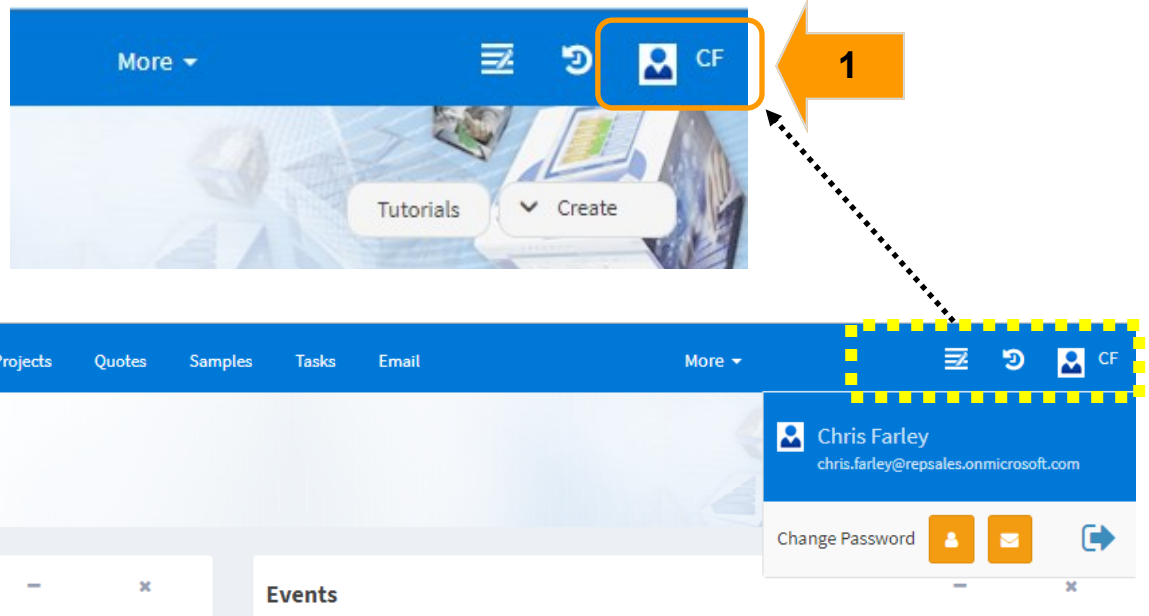 More
CF
1
Tutorials
Create
Quotes
Samples
Tasks
Email
More
CF
Chris Farley
chris.farley@repsales.onmicrosoft.com
Change Password
Events